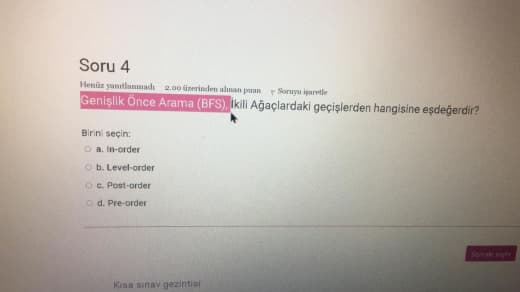 Soru 4
Henüz yanıtlanmadı 2.00 üzerinden alınan puan Soruyu işaretle
Genişlik Önce Arama (BFS), İkili Ağaçlardaki geçişlerden hangisine eşdeğerdir?
Birini seçin:
a. In-order
b. Level-order
c. Post-order
d. Pre-order
Sonraki sayfa
Kısa sınav gezintisi